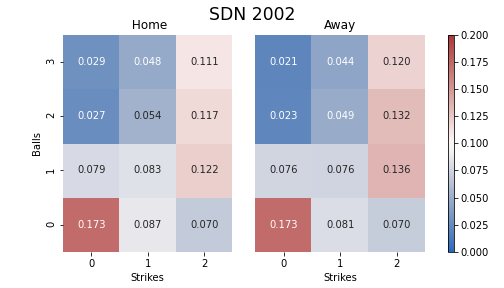 SDN 2002
Home Away
0.200
3 0.029 0.048 0.111 0.021 0.044 0.120
0.175
0.150
2 0.027 0.054 0.117 0.023 0.049 0.132
0.125
Balls
0.100
1 0.079 0.083 0.122 0.076 0.076 0.136
0.075
0.050
0 0.173 0.087 0.070 0.173 0.081 0.070
0.025
0.000
0 1 2 0 1 2
Strikes Strikes